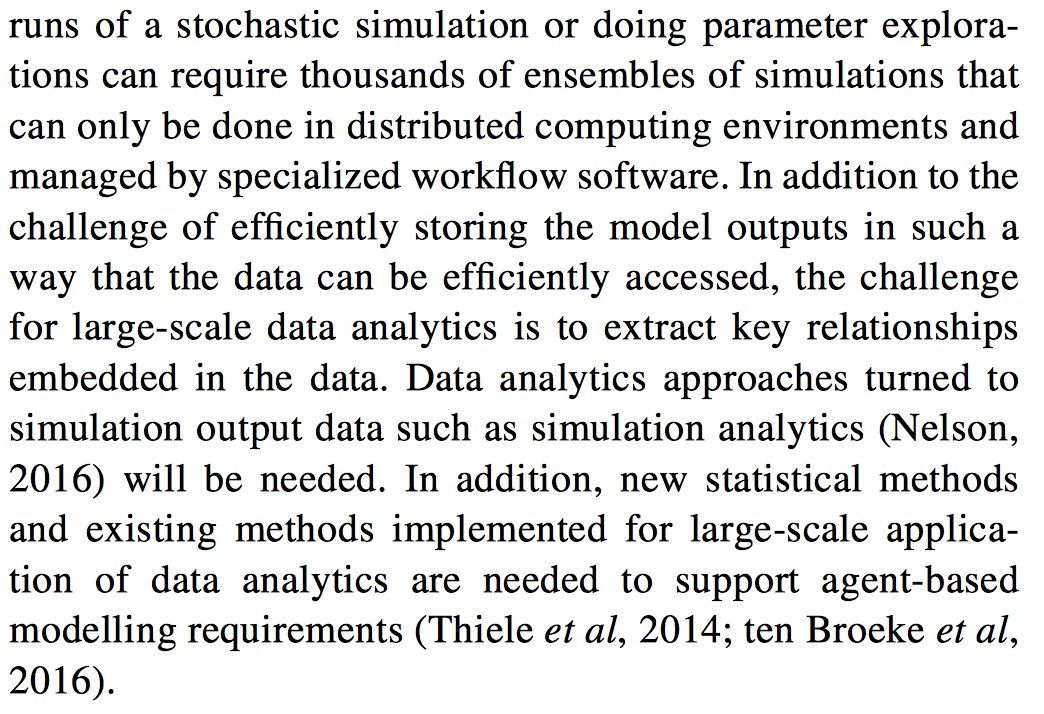 runs of a stochastic simulation or doing parameter explora-
tions can require thousands of ensembles of simulations that
can only be done in distributed computing environments and
managed by specialized workflow software. In addition to the
challenge of efficiently storing the model outputs in such a
way that the data can be efficiently accessed, the challenge
for large-scale data analytics is to extract key relationships
embedded in the data. Data analytics approaches turned to
simulation output data such as simulation analytics (Nelson,
2016) will be needed. In addition, new statistical methods
and existing methods implemented for large-scale applica-
tion of data analytics are needed to support agent-based
modelling requirements (Thiele et al, 2014; ten Broeke et al,
2016).